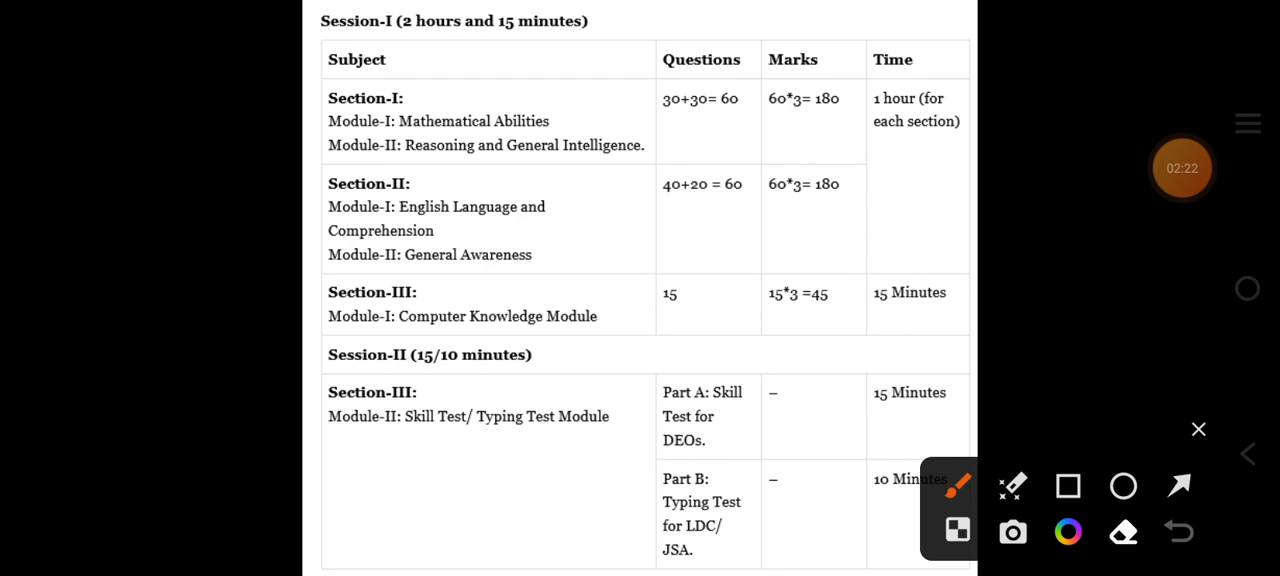 Session-I (2 hours and 15 minutes)
Subject
Questions
Marks
Time
Section-I:
Module-I: Mathematical Abilities
Module-II: Reasoning and General Intelligence.
30+30= 60
60*3= 180
1 hour (for
each section)
Section-II:
Module-I: English Language and
Comprehension
Module-II: General Awareness
40+20 = 60
60*3= 180
Section-III:
Module-I: Computer Knowledge Module
15
15*3 =45
15 Minutes
Session-II (15/10 minutes)
Section-III:
Module-II: Skill Test/ Typing Test Module
Part A: Skill
Test for
DEOs.
–
15 Minutes
Part B:
Typing Test
for LDC/
JSA.
–
10 Minutes
02:22